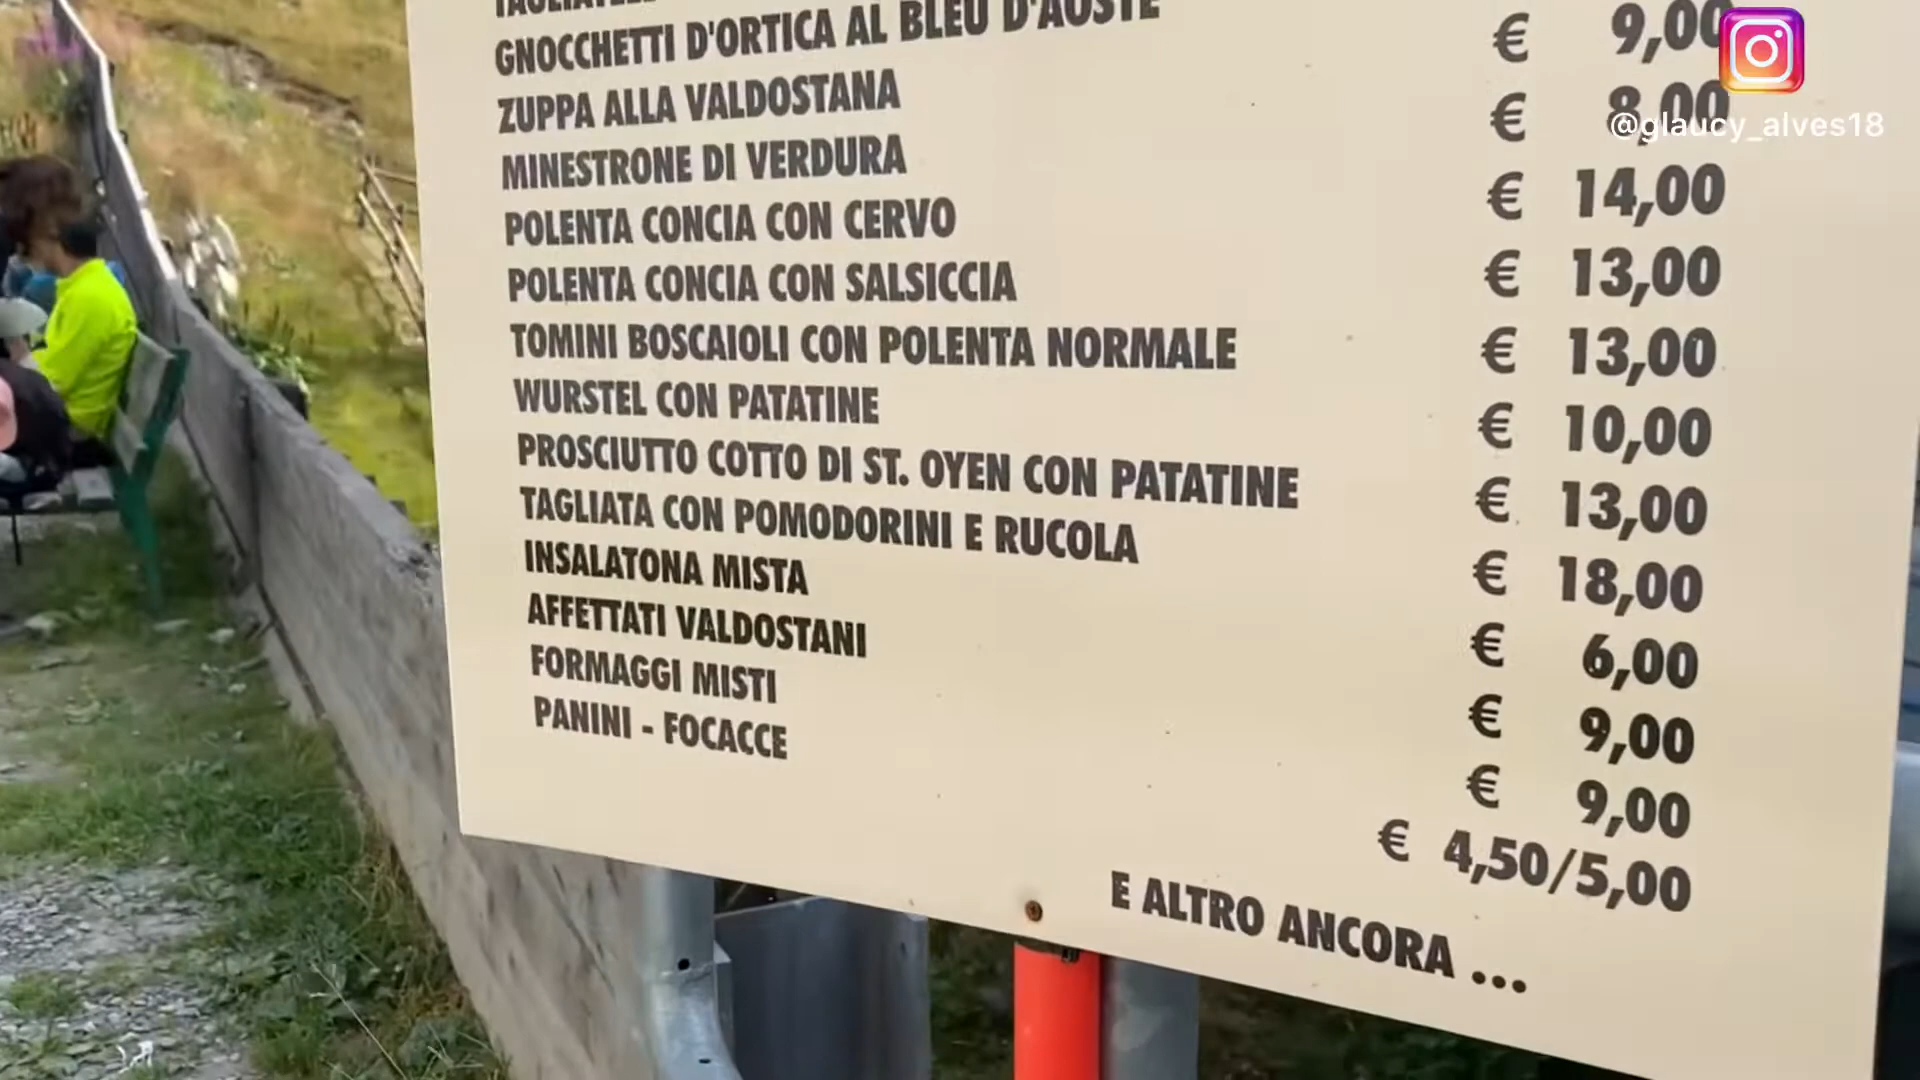 GNOCCHETTI D'ORTICA AL BLEU D'AOSTE € 9,00
ZUPPA ALLA VALDOSTANA € 8,00
MINESTRONE DI VERDURA € 14,00
POLENTA CONCIA CON CERVO € 13,00
POLENTA CONCIA CON SALSICCIA € 13,00
TOMINI BOSCAIOLI CON POLENTA NORMALE € 10,00
WURSTEL CON PATATINE € 13,00
PROSCIUTTO COTTO DI ST. OYEN CON PATATINE € 18,00
TAGLIATA CON POMODORINI E RUCOLA € 6,00
INSALATONA MISTA € 9,00
AFFETTATI VALDOSTANI € 9,00
FORMAGGI MISTI € 4,50/5,00
PANINI - FOCACCE
E ALTRO ANCORA ...
@glaucy_alves18